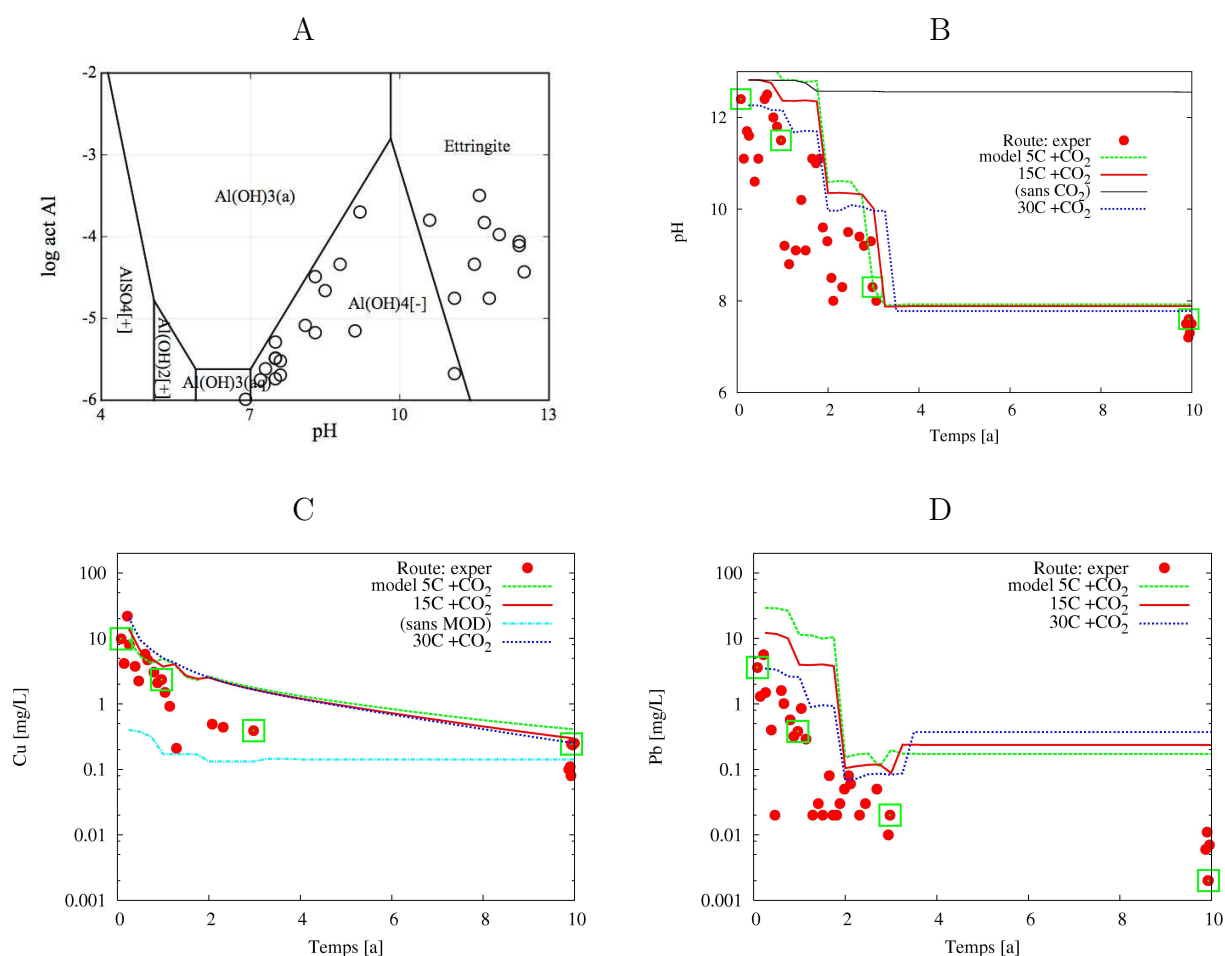 A
-2
-3
-4
-5
-6
4
7
10
13
log act Al
pH
AlSO4[+]
Al(OH)2[+]
Al(OH)3(a)
Al(OH)3(aq)
Al(OH)4[-]
Ettringite
B
12
10
8
6
0
2
4
6
8
10
pH
Temps [a]
Route: exper
model 5C +CO2
15C +CO2
(sans CO2)
30C +CO2
C
100
10
1
0.1
0.01
0.001
0
2
4
6
8
10
Cu [mg/L]
Temps [a]
Route: exper
model 5C +CO2
15C +CO2
(sans MOD)
30C +CO2
D
100
10
1
0.1
0.01
0.001
0
2
4
6
8
10
Pb [mg/L]
Temps [a]
Route: exper
model 5C +CO2
15C +CO2
30C +CO2